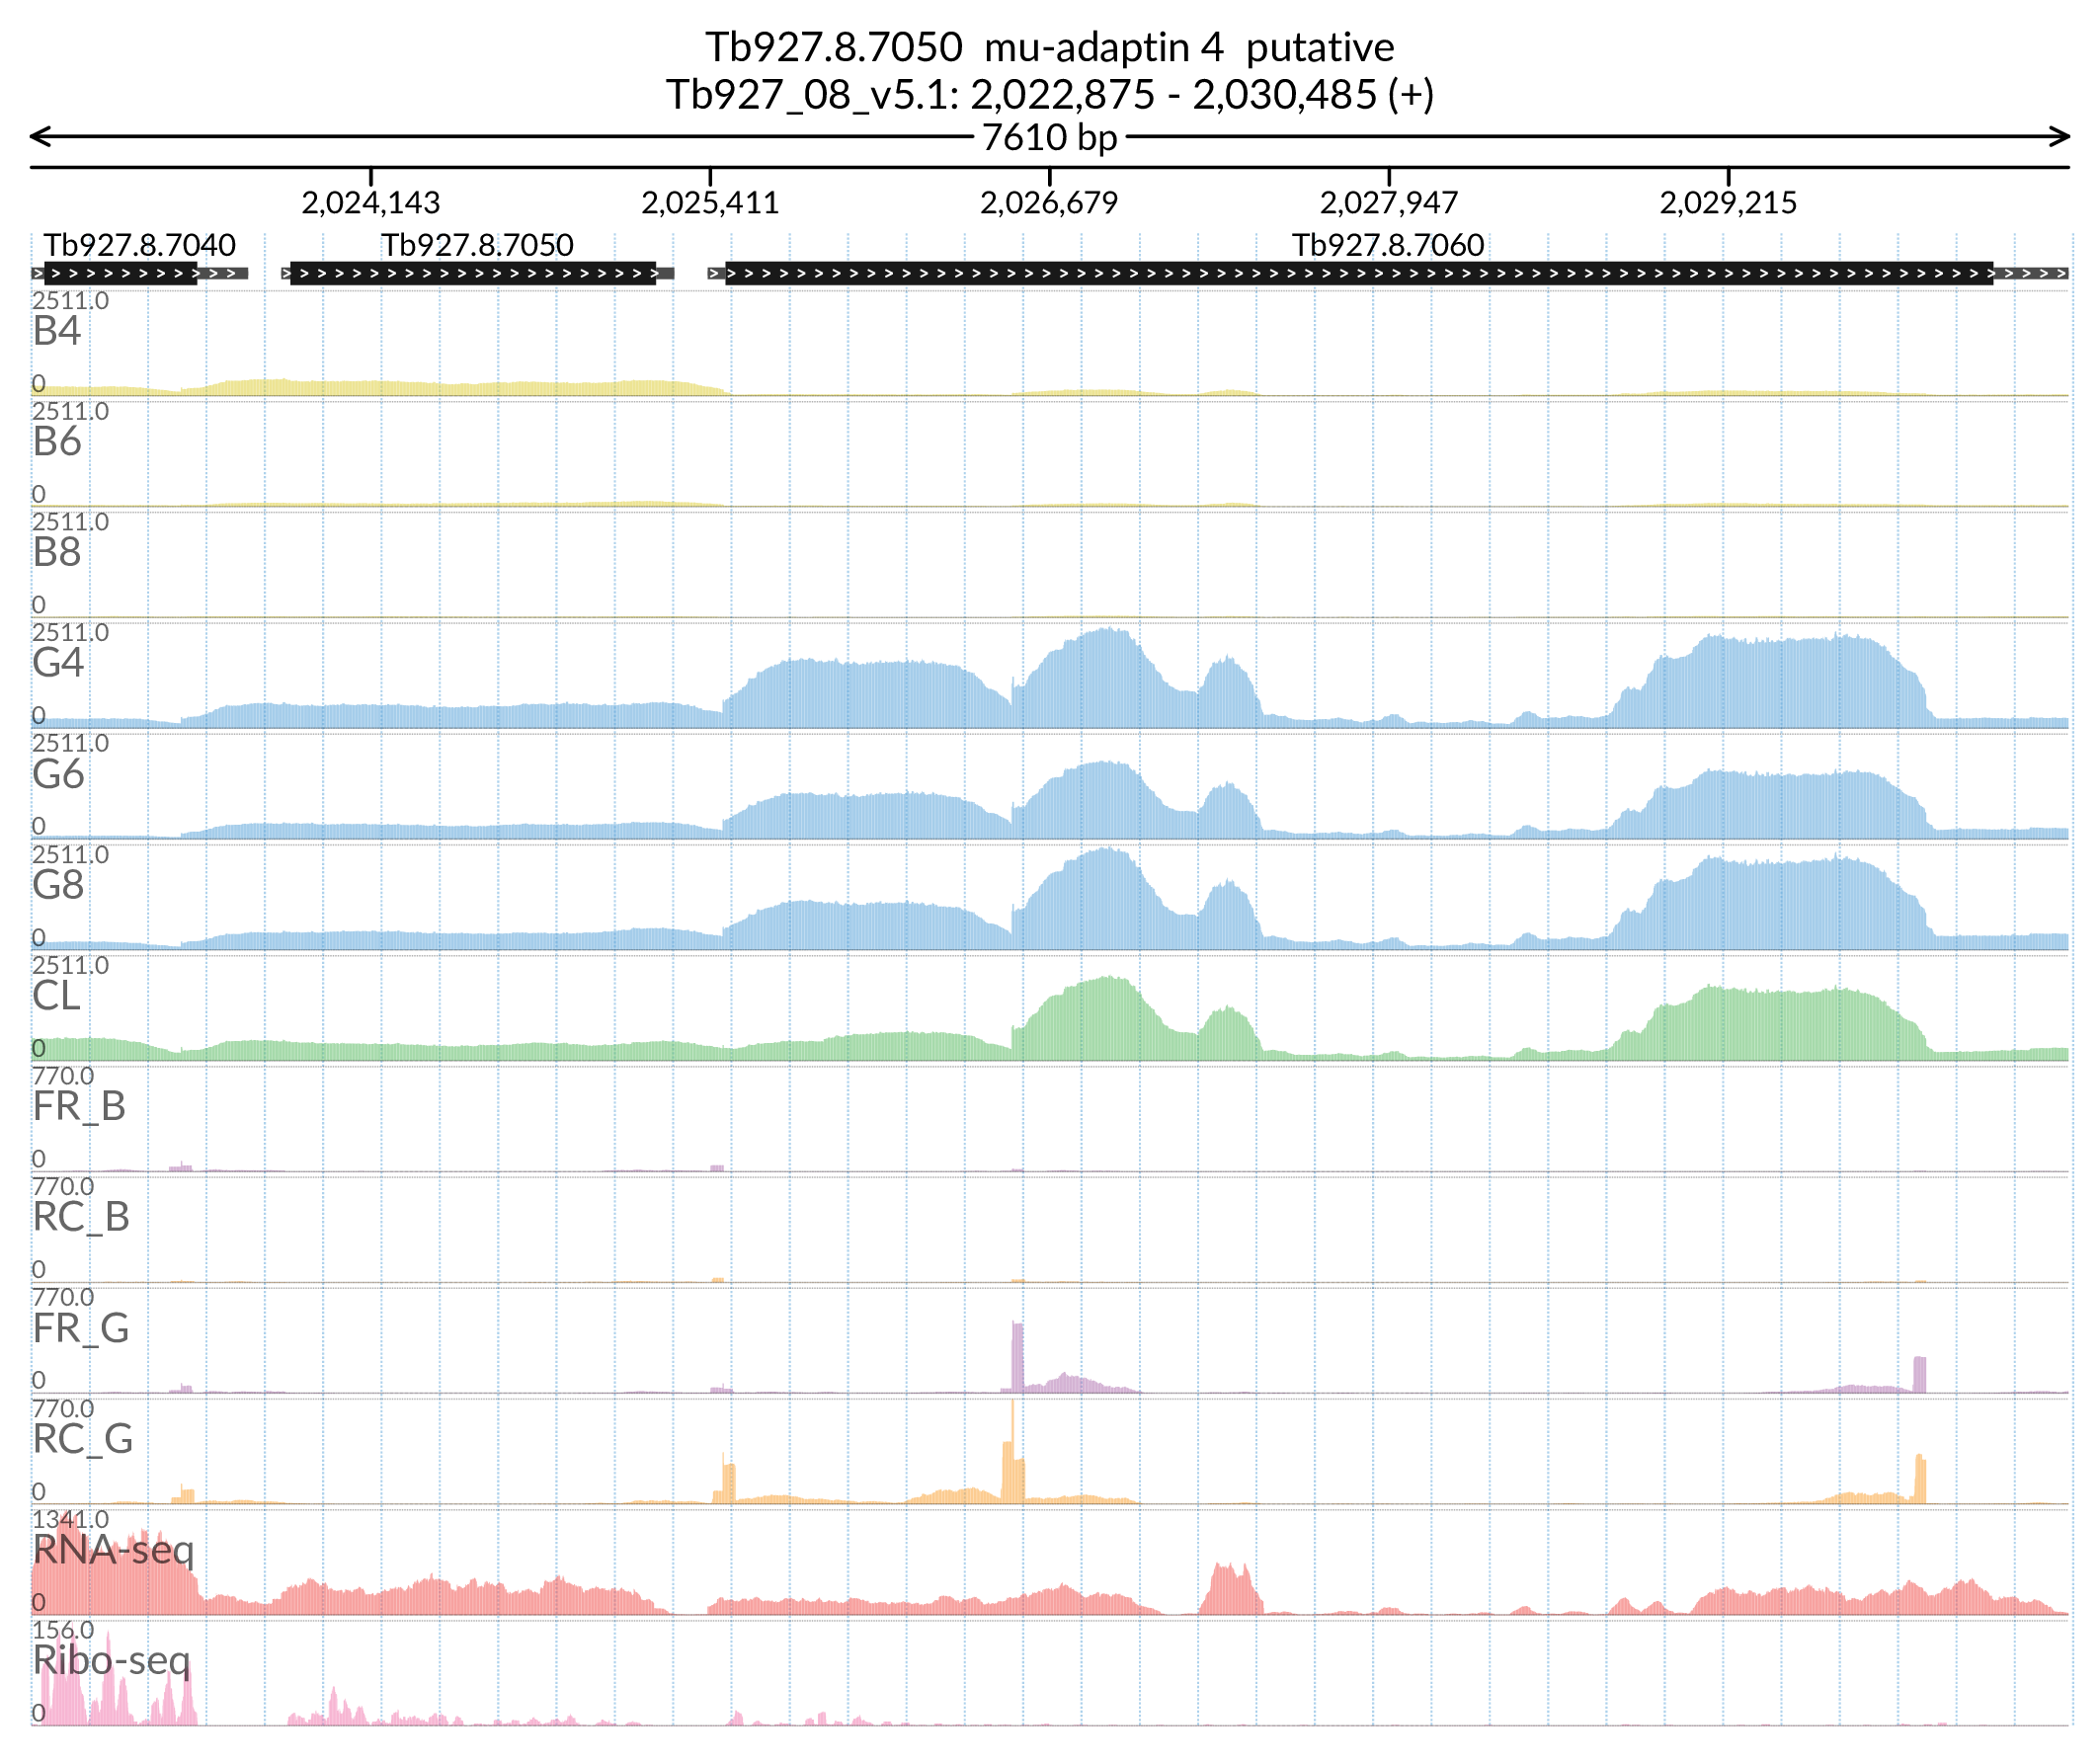 Tb927.8.7050 mu-adaptin 4 putative
Tb927_08_v5.1: 2,022,875 - 2,030,485 (+)
7610 bp
2,024,143 2,025,411 2,026,679 2,027,947 2,029,215
Tb927.8.7040 Tb927.8.7050 Tb927.8.7060
2511.0
B4
0
2511.0
B6
0
2511.0
B8
0
2511.0
G4
0
2511.0
G6
0
2511.0
G8
0
2511.0
CL
0
770.0
FR_B
0
770.0
RC_B
0
770.0
FR_G
0
770.0
RC_G
0
1341.0
RNA-seq
0
156.0
Ribo-seq
0